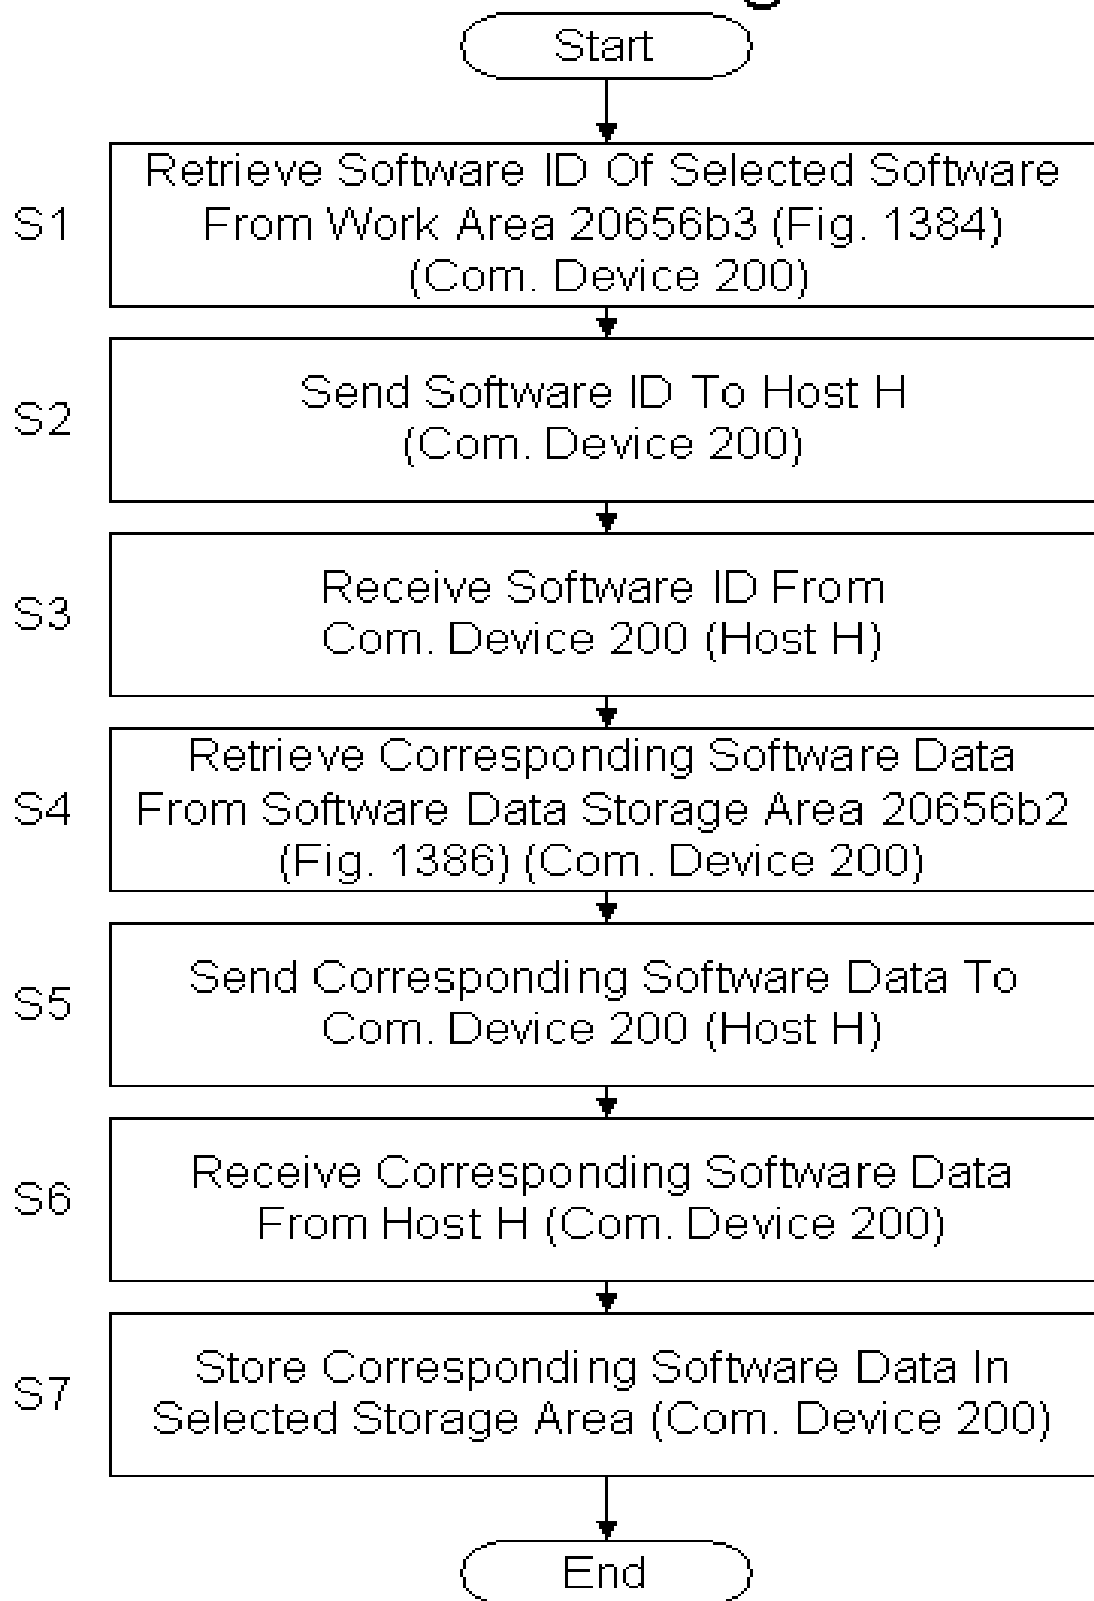 Start
S1
Retrieve Software ID Of Selected Software
From Work Area 20656b3 (Fig. 1384)
(Com. Device 200)
S2
Send Software ID To Host H
(Com. Device 200)
S3
Receive Software ID From
Com. Device 200 (Host H)
S4
Retrieve Corresponding Software Data
From Software Data Storage Area 20656b2
(Fig. 1386) (Com. Device 200)
S5
Send Corresponding Software Data To
Com. Device 200 (Host H)
S6
Receive Corresponding Software Data
From Host H (Com. Device 200)
S7
Store Corresponding Software Data In
Selected Storage Area (Com. Device 200)
End